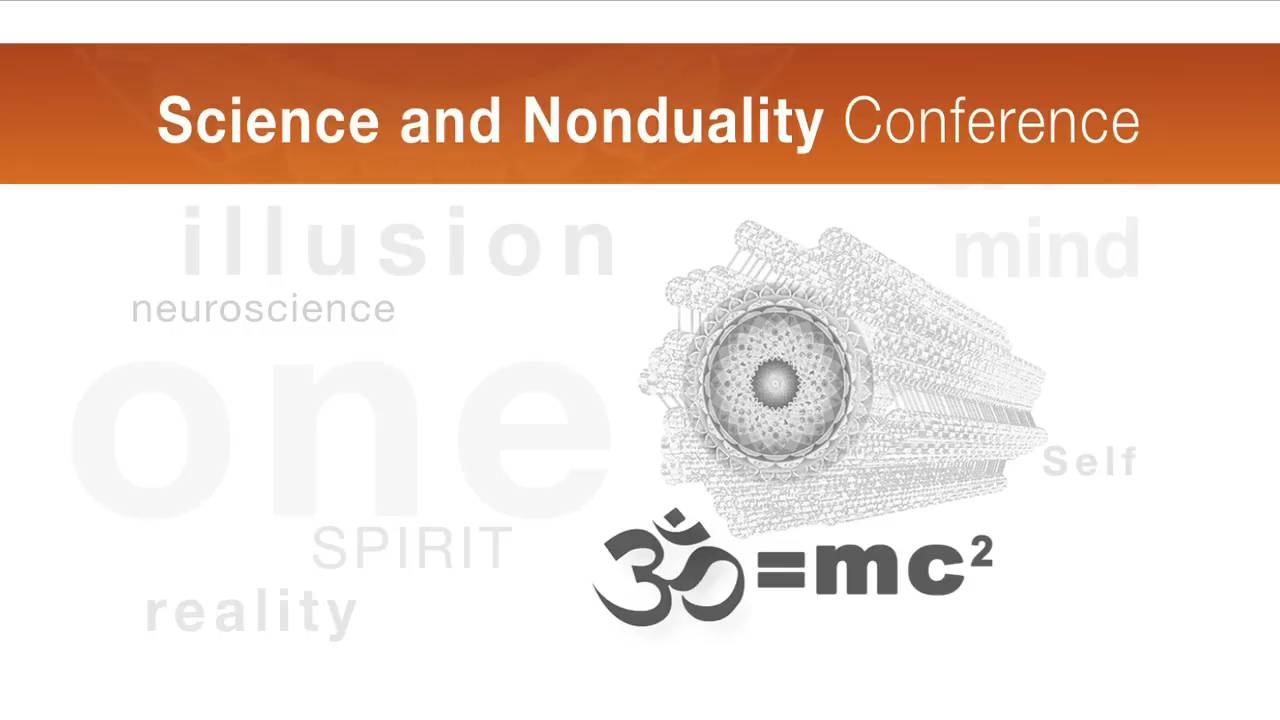 Science and Nonduality Conference
illusion
mind
neuroscience
one
Self
SPIRIT
ॐ=mc²
reality